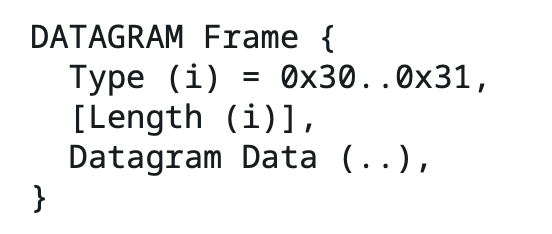 DATAGRAM Frame {
  Type (i) = 0x30..0x31,
  [Length (i)],
  Datagram Data (..),
}